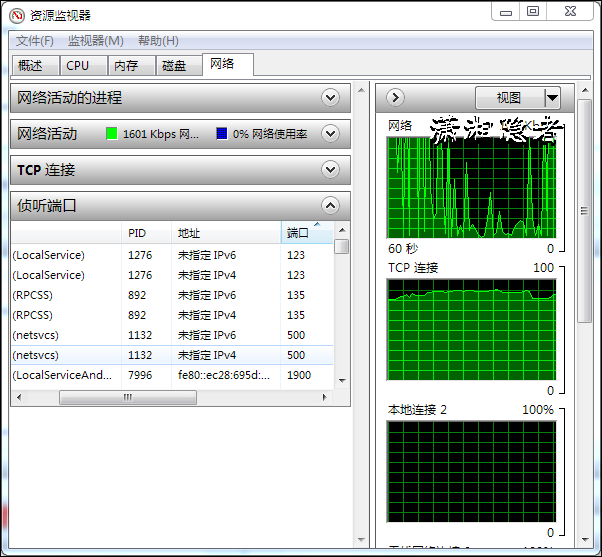 资源监视器
文件(F) 监视器(M) 帮助(H)
概述 CPU 内存 磁盘 网络
网络活动的进程
网络活动 1601 Kbps 网... 0% 网络使用率
TCP 连接
侦听端口
PID 地址 端口
(LocalService) 1276 未指定 IPv6 123
(LocalService) 1276 未指定 IPv4 123
(RPCSS) 892 未指定 IPv6 135
(RPCSS) 892 未指定 IPv4 135
(netsvcs) 1132 未指定 IPv6 500
(netsvcs) 1132 未指定 IPv4 500
(LocalServiceAnd... 7996 fe80::ec28:695d:... 1900
视图
网络
潇湘隐者
60 秒 0
TCP 连接 100
0
本地连接 2 100%
0
100%